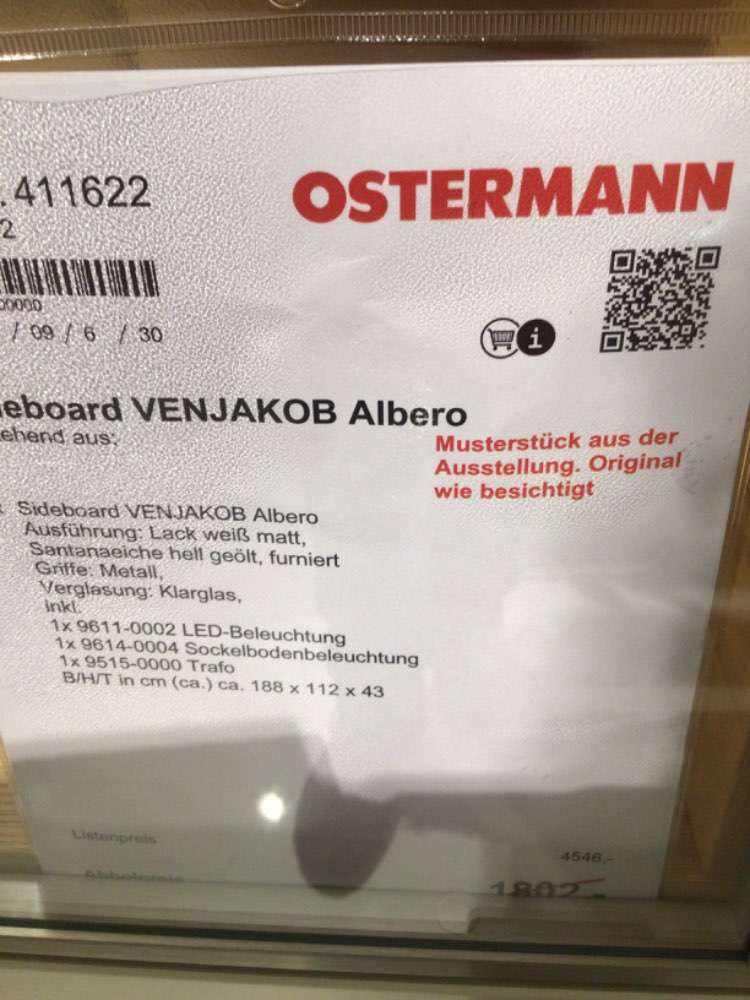 .411622
OSTERMANN
2
00000
/ 09 / 6 / 30
i
eboard VENJAKOB Albero
ehend aus:
Musterstück aus der
Ausstellung. Original
wie besichtigt
Sideboard VENJAKOB Albero
Ausführung: Lack weiß matt,
Santanaeiche hell geölt, furniert
Griffe: Metall,
Verglasung: Klarglas,
inkl.
1x 9611-0002 LED-Beleuchtung
1x 9614-0004 Sockelbodenbeleuchtung
1x 9515-0000 Trafo
B/H/T in cm (ca.) ca. 188 x 112 x 43
Listenpreis
4546,-
Abholpreis
1802,-